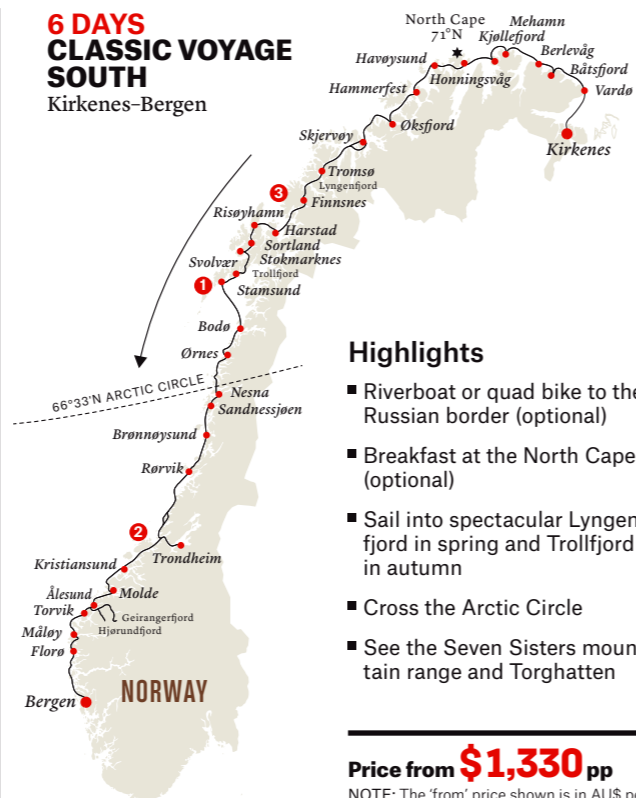 6 DAYS
CLASSIC VOYAGE
SOUTH
Kirkenes–Bergen
North Cape
71°N
Mehamn
Kjøllefjord
Berlevåg
Båtsfjord
Vardø
Havøysund
Honningsvåg
Hammerfest
Øksfjord
Kirkenes
Skjervøy
Tromsø
Lyngenfjord
3
Finnsnes
Risøyhamn
Harstad
Sortland
Stokmarknes
Svolvær
Trollfjord
1
Stamsund
Bodø
Ørnes
66°33'N ARCTIC CIRCLE
Nesna
Sandnessjøen
Brønnøysund
Rørvik
2
Trondheim
Kristiansund
Molde
Ålesund
Torvik
Geirangerfjord
Hjørundfjord
Måløy
Florø
Bergen
NORWAY
Highlights
▪ Riverboat or quad bike to the
Russian border (optional)
▪ Breakfast at the North Cape
(optional)
▪ Sail into spectacular Lyngen
fjord in spring and Trollfjord
in autumn
▪ Cross the Arctic Circle
▪ See the Seven Sisters moun
tain range and Torghatten
Price from $1,330 pp
NOTE: The 'from' price shown is in AU$ p